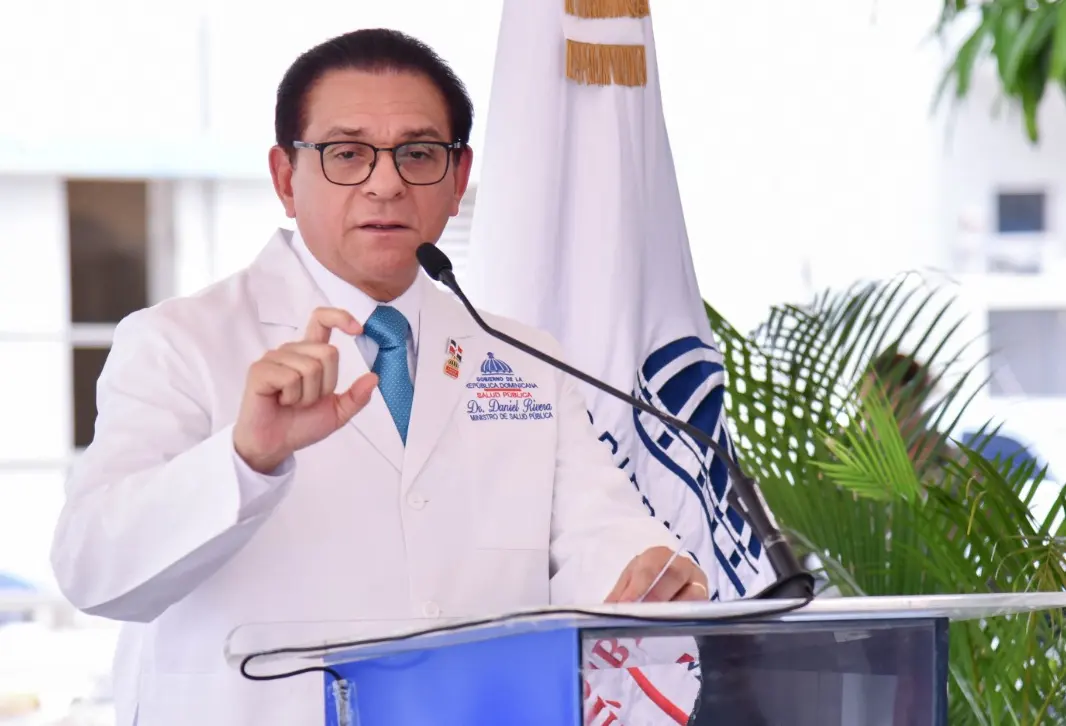 GOBIERNO DE LA
REPÚBLICA DOMINICANA
SALUD PÚBLICA
Dr. Daniel Rivera
MINISTRO DE SALUD PÚBLICA